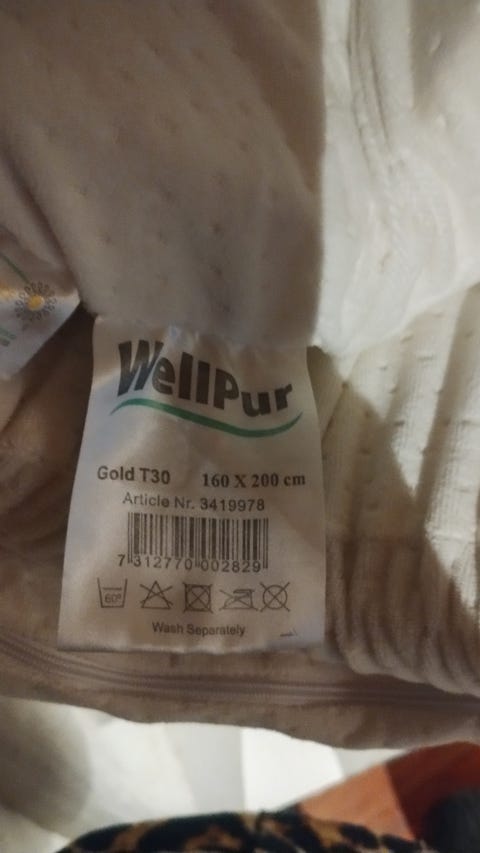 WellPur
Gold T30 160 X 200 cm
Article Nr. 3419978
7 312770 002829
60°
Wash Separately